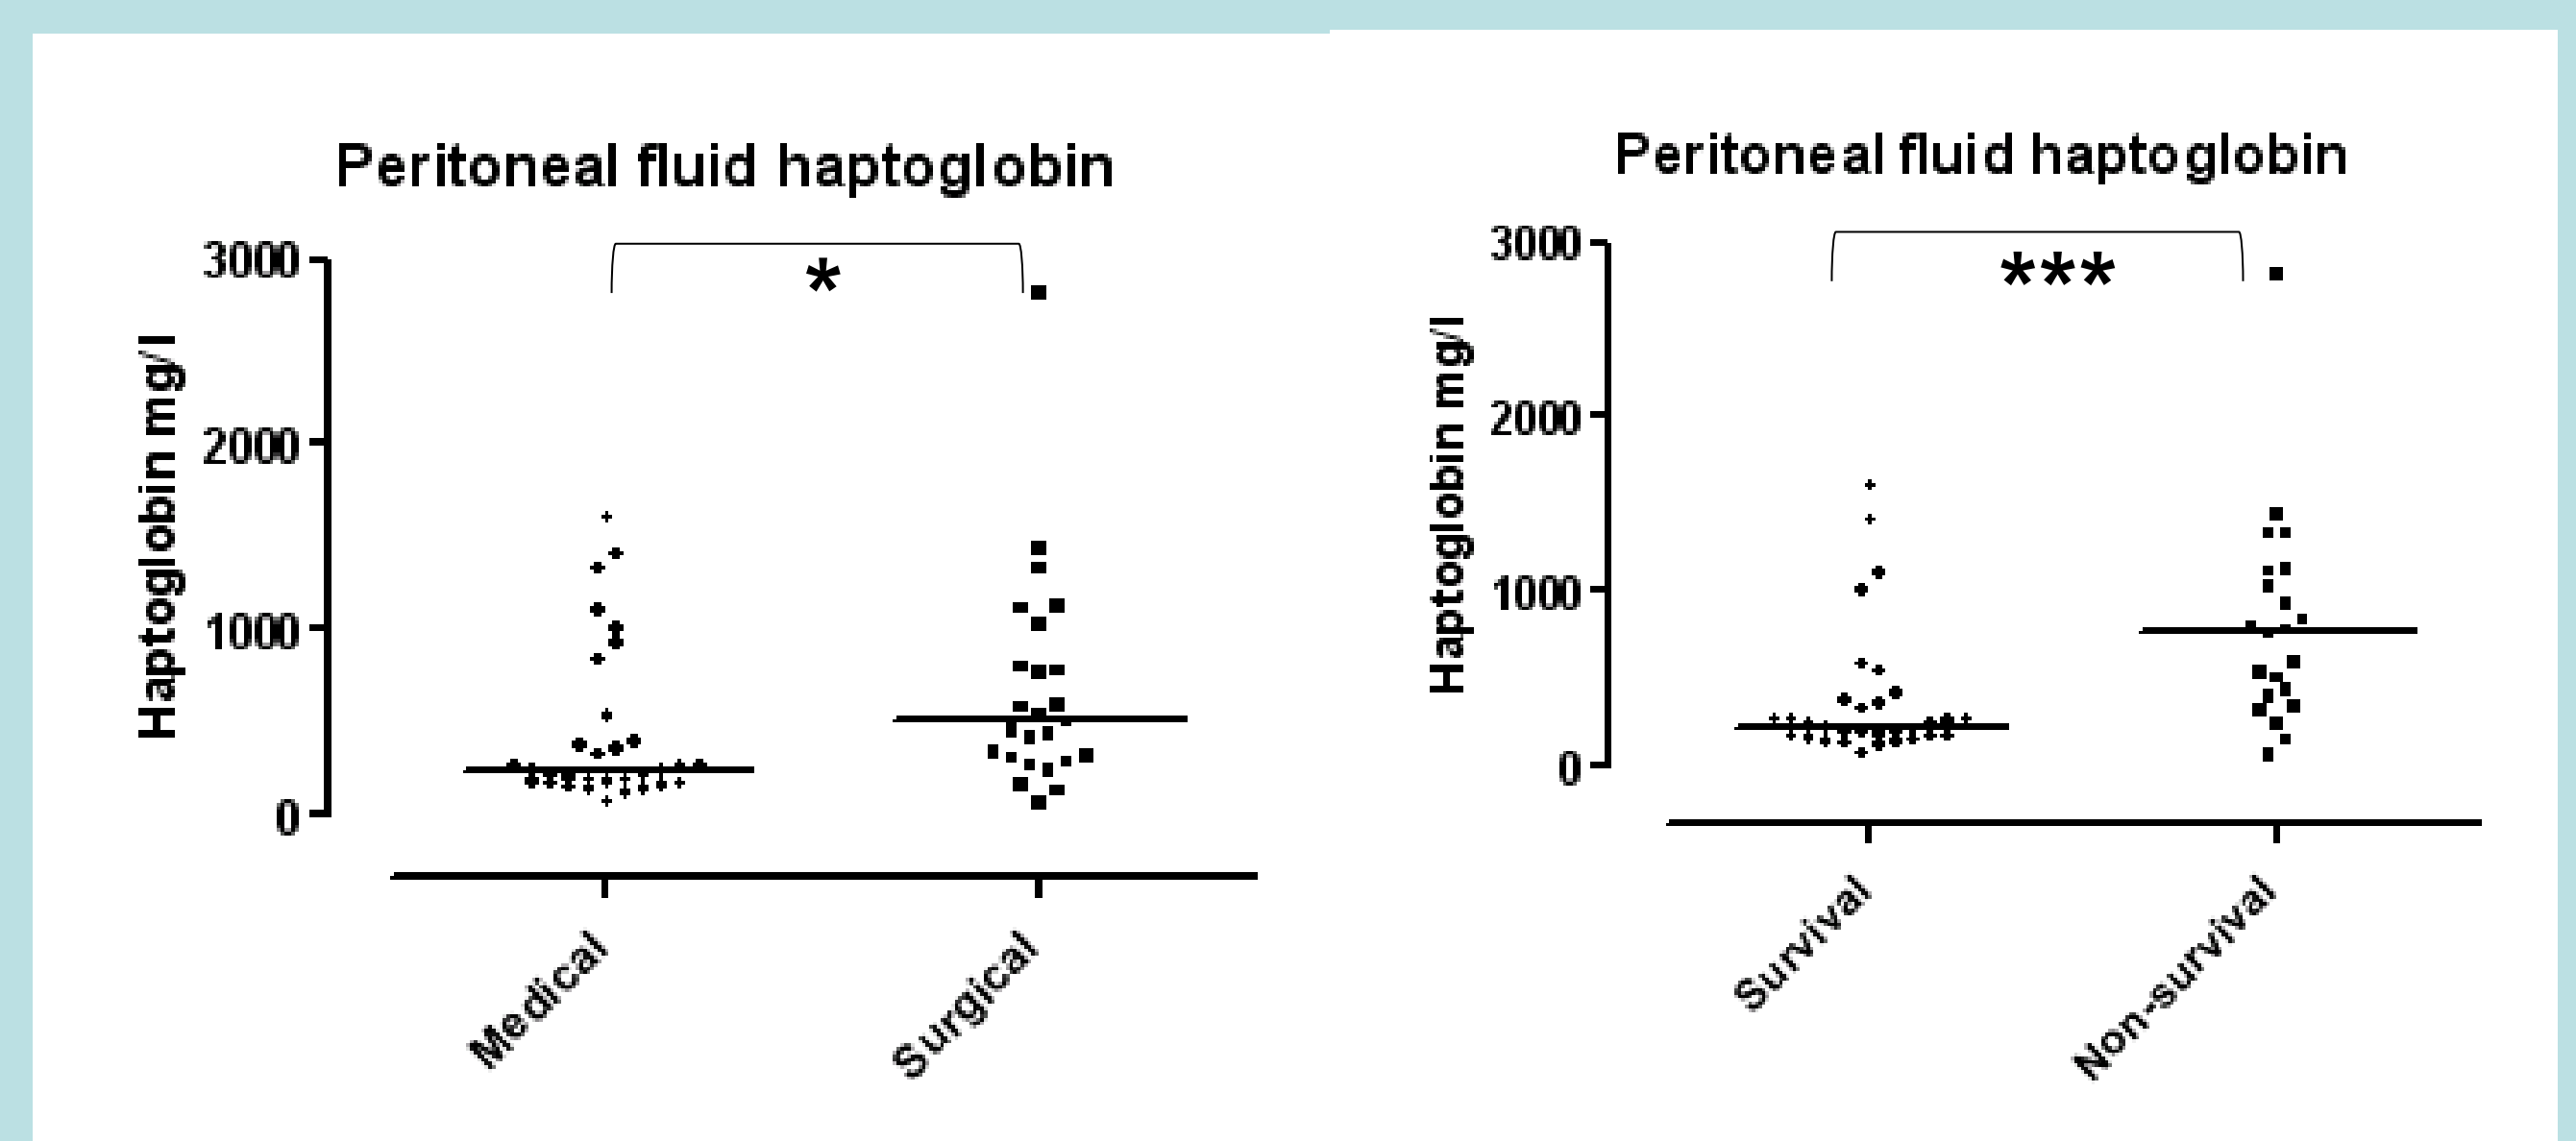 Peritoneal fluid haptoglobin
*
3000
2000
1000
0
Haptoglobin mg/l
Medical
Surgical
Peritoneal fluid haptoglobin
***
3000
2000
1000
0
Haptoglobin mg/l
Survival
Non-survival